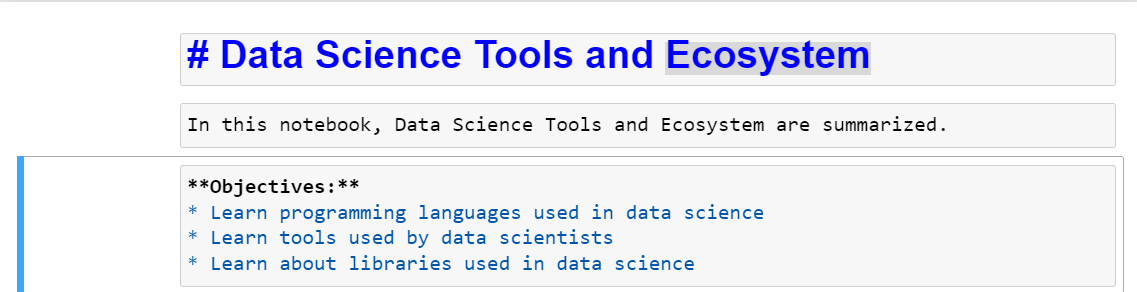 # Data Science Tools and Ecosystem
In this notebook, Data Science Tools and Ecosystem are summarized.
**Objectives:**
* Learn programming languages used in data science
* Learn tools used by data scientists
* Learn about libraries used in data science